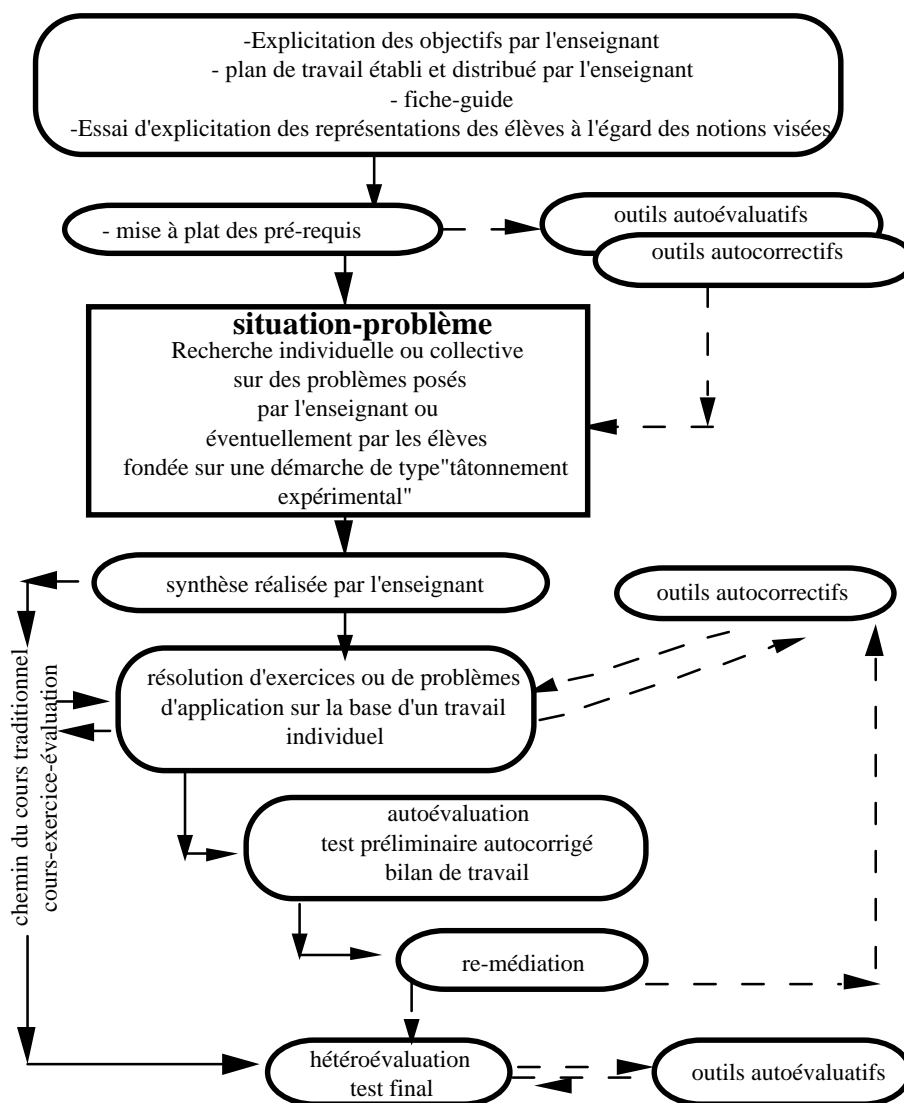 -Explicitation des objectifs par l'enseignant
- plan de travail établi et distribué par l'enseignant
- fiche-guide
-Essai d'explicitation des représentations des élèves à l'égard des notions visées
- mise à plat des pré-requis
outils autoévaluatifs
outils autocorrectifs
situation-problème
Recherche individuelle ou collective
sur des problèmes posés
par l'enseignant ou
éventuellement par les élèves
fondée sur une démarche de type"tâtonnement
expérimental"
synthèse réalisée par l'enseignant
outils autocorrectifs
résolution d'exercices ou de problèmes
d'application sur la base d'un travail
individuel
chemin du cours traditionnel
cours-exercice-évaluation
autoévaluation
test préliminaire autocorrigé
bilan de travail
re-médiation
hétéroévaluation
test final
outils autoévaluatifs